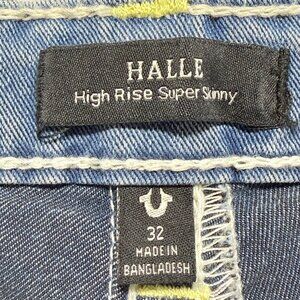 HALLE
High Rise Super Skinny
32
MADE IN
BANGLADESH